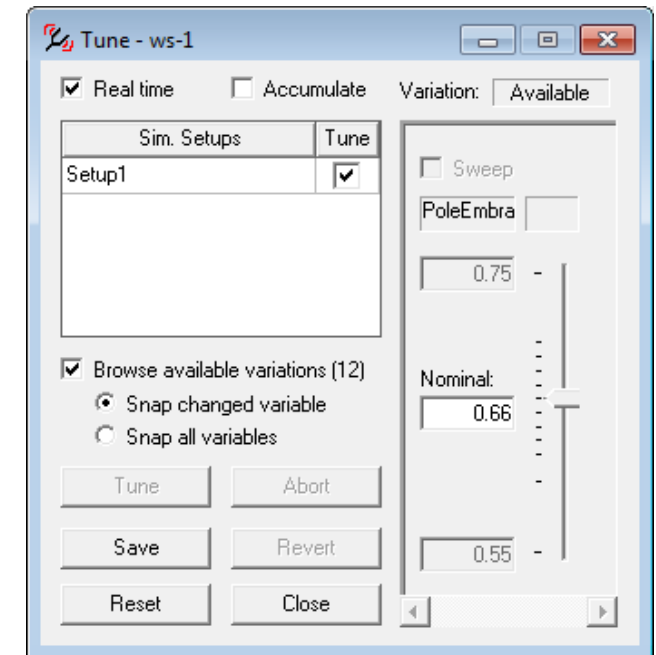 Tune - ws-1
Real time
Accumulate
Variation: Available
Sim. Setups Tune
Setup1
Sweep
PoleEmbra
0.75
Browse available variations (12)
Snap changed variable
Snap all variables
Nominal:
0.66
Tune Abort
Save Revert
0.55
Reset Close